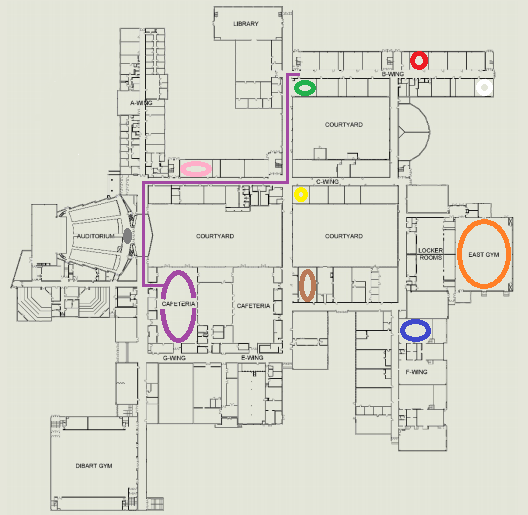 LIBRARY
B-WING
A-WING
COURTYARD
C-WING
AUDITORIUM
COURTYARD
COURTYARD
LOCKER
ROOMS
EAST GYM
CAFETERIA
CAFETERIA
G-WING
E-WING
F-WING
DIBART GYM